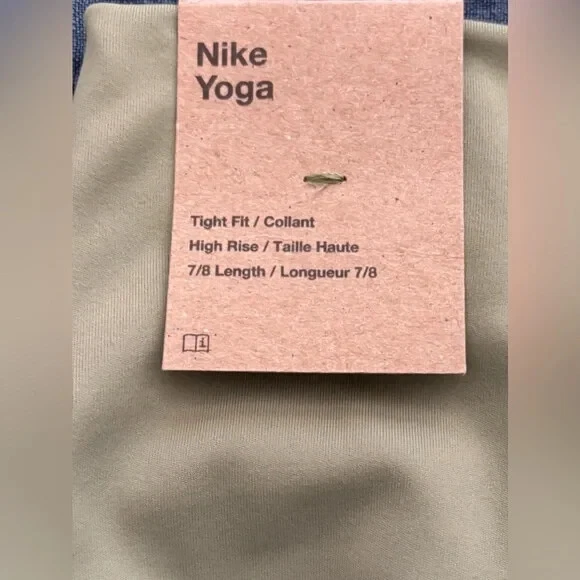 Nike
Yoga
Tight Fit / Collant
High Rise / Taille Haute
7/8 Length / Longueur 7/8
i